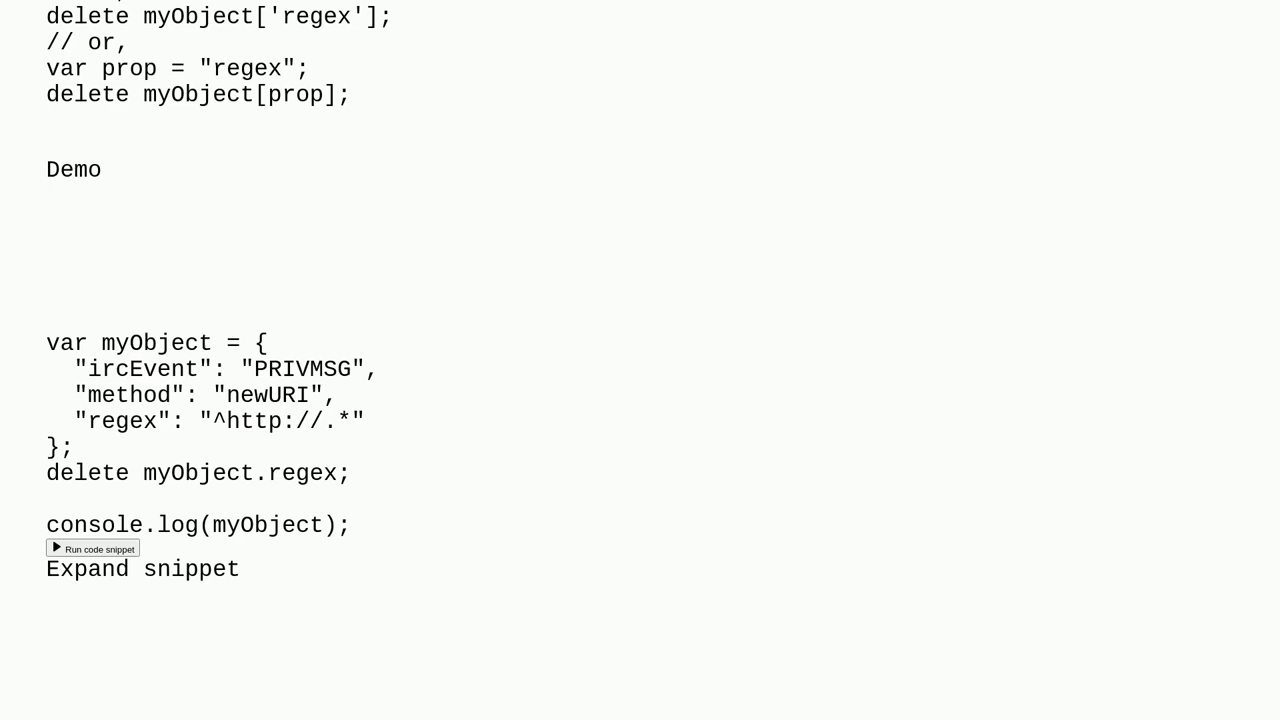 delete myObject['regex'];
// or,
var prop = "regex";
delete myObject[prop];
Demo
var myObject = {
  "ircEvent": "PRIVMSG",
  "method": "newURI",
  "regex": "^http://.*"
};
delete myObject.regex;
console.log(myObject);
Run code snippet
Expand snippet